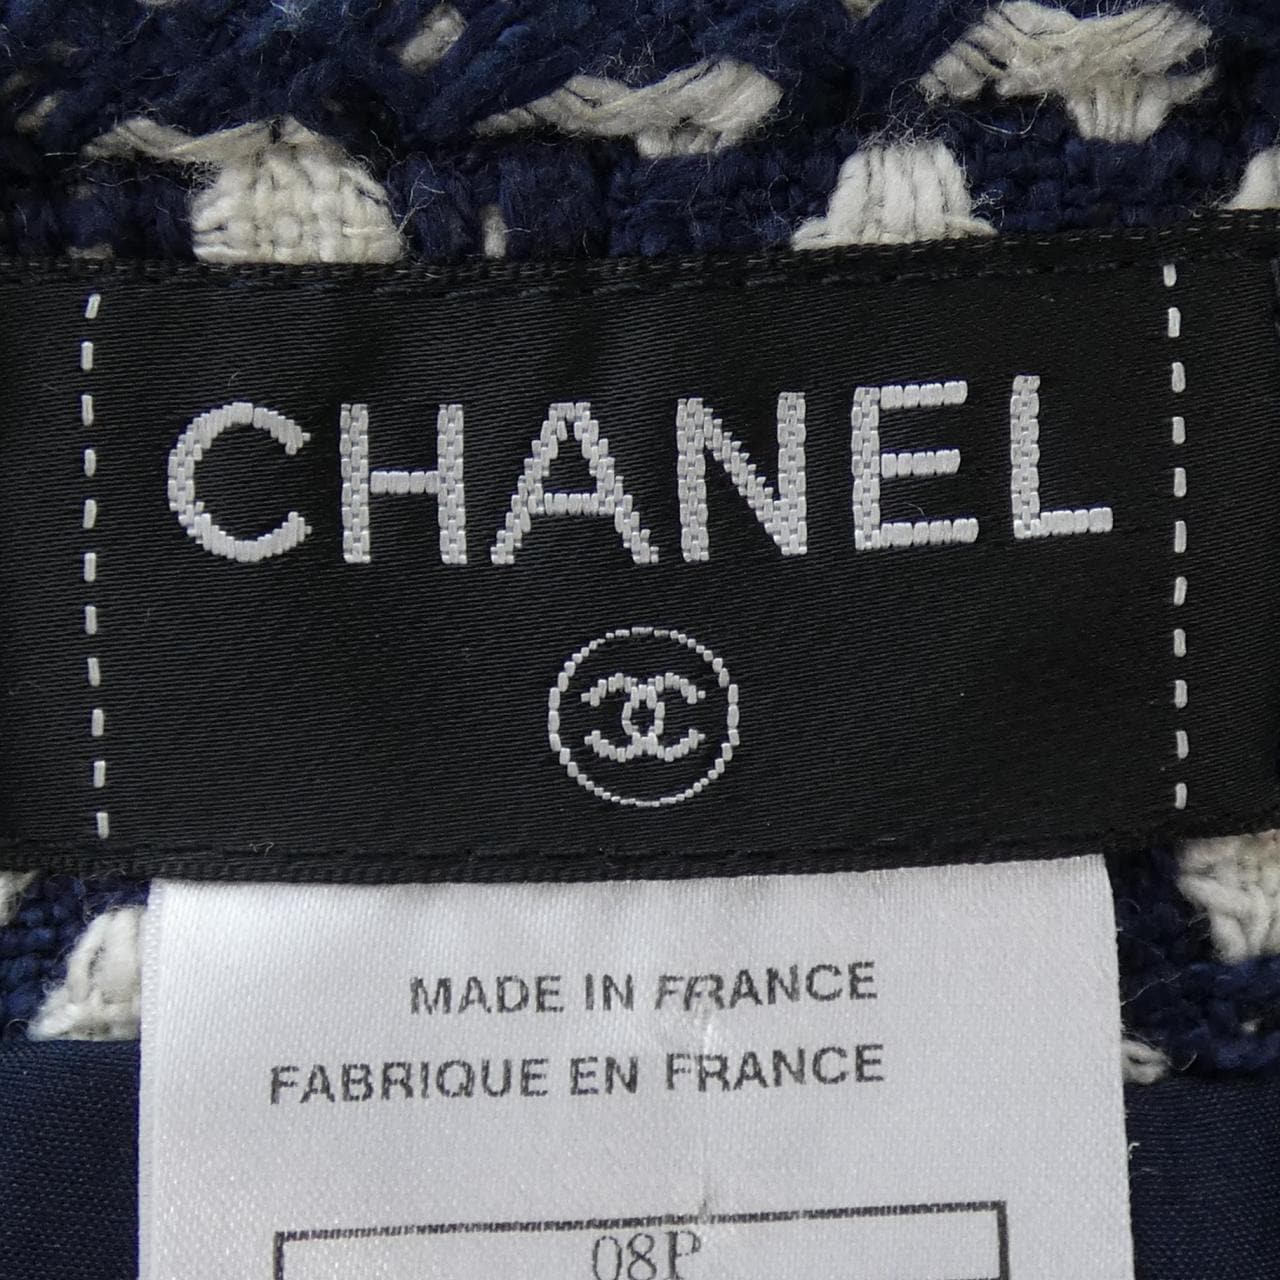 CHANEL
MADE IN FRANCE
FABRIQUE EN FRANCE
08P